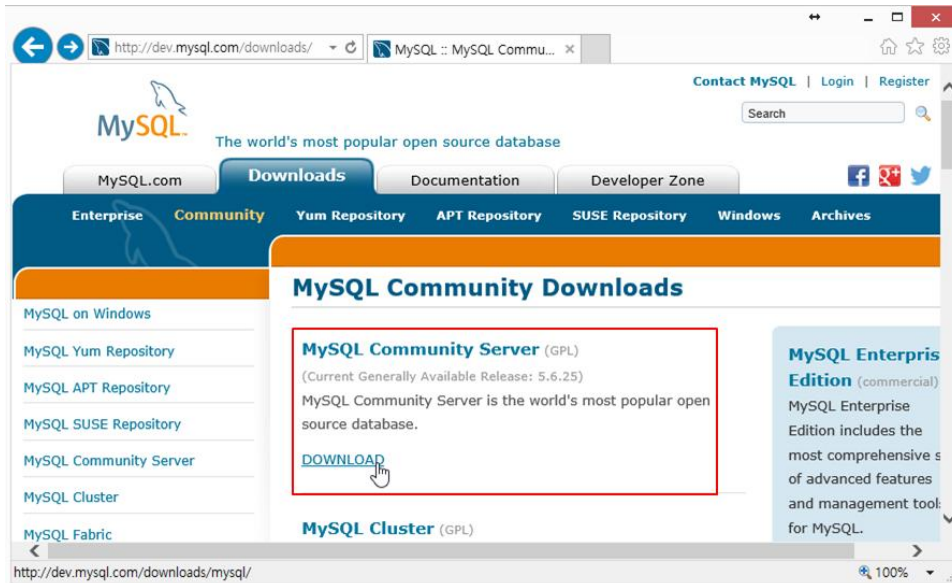 http://dev.mysql.com/downloads/
MySQL :: MySQL Commu...
Contact MySQL | Login | Register
MySQL
The world's most popular open source database
Search
MySQL.com
Downloads
Documentation
Developer Zone
Enterprise
Community
Yum Repository
APT Repository
SUSE Repository
Windows
Archives
MySQL on Windows
MySQL Yum Repository
MySQL APT Repository
MySQL SUSE Repository
MySQL Community Server
MySQL Cluster
MySQL Fabric
MySQL Community Downloads
MySQL Community Server (GPL)
(Current Generally Available Release: 5.6.25)
MySQL Community Server is the world's most popular open
source database.
DOWNLOAD
MySQL Cluster (GPL)
MySQL Enterpris
Edition (commercial)
MySQL Enterprise
Edition includes the
most comprehensive s
of advanced features
and management tool
for MySQL.
http://dev.mysql.com/downloads/mysql/
100%